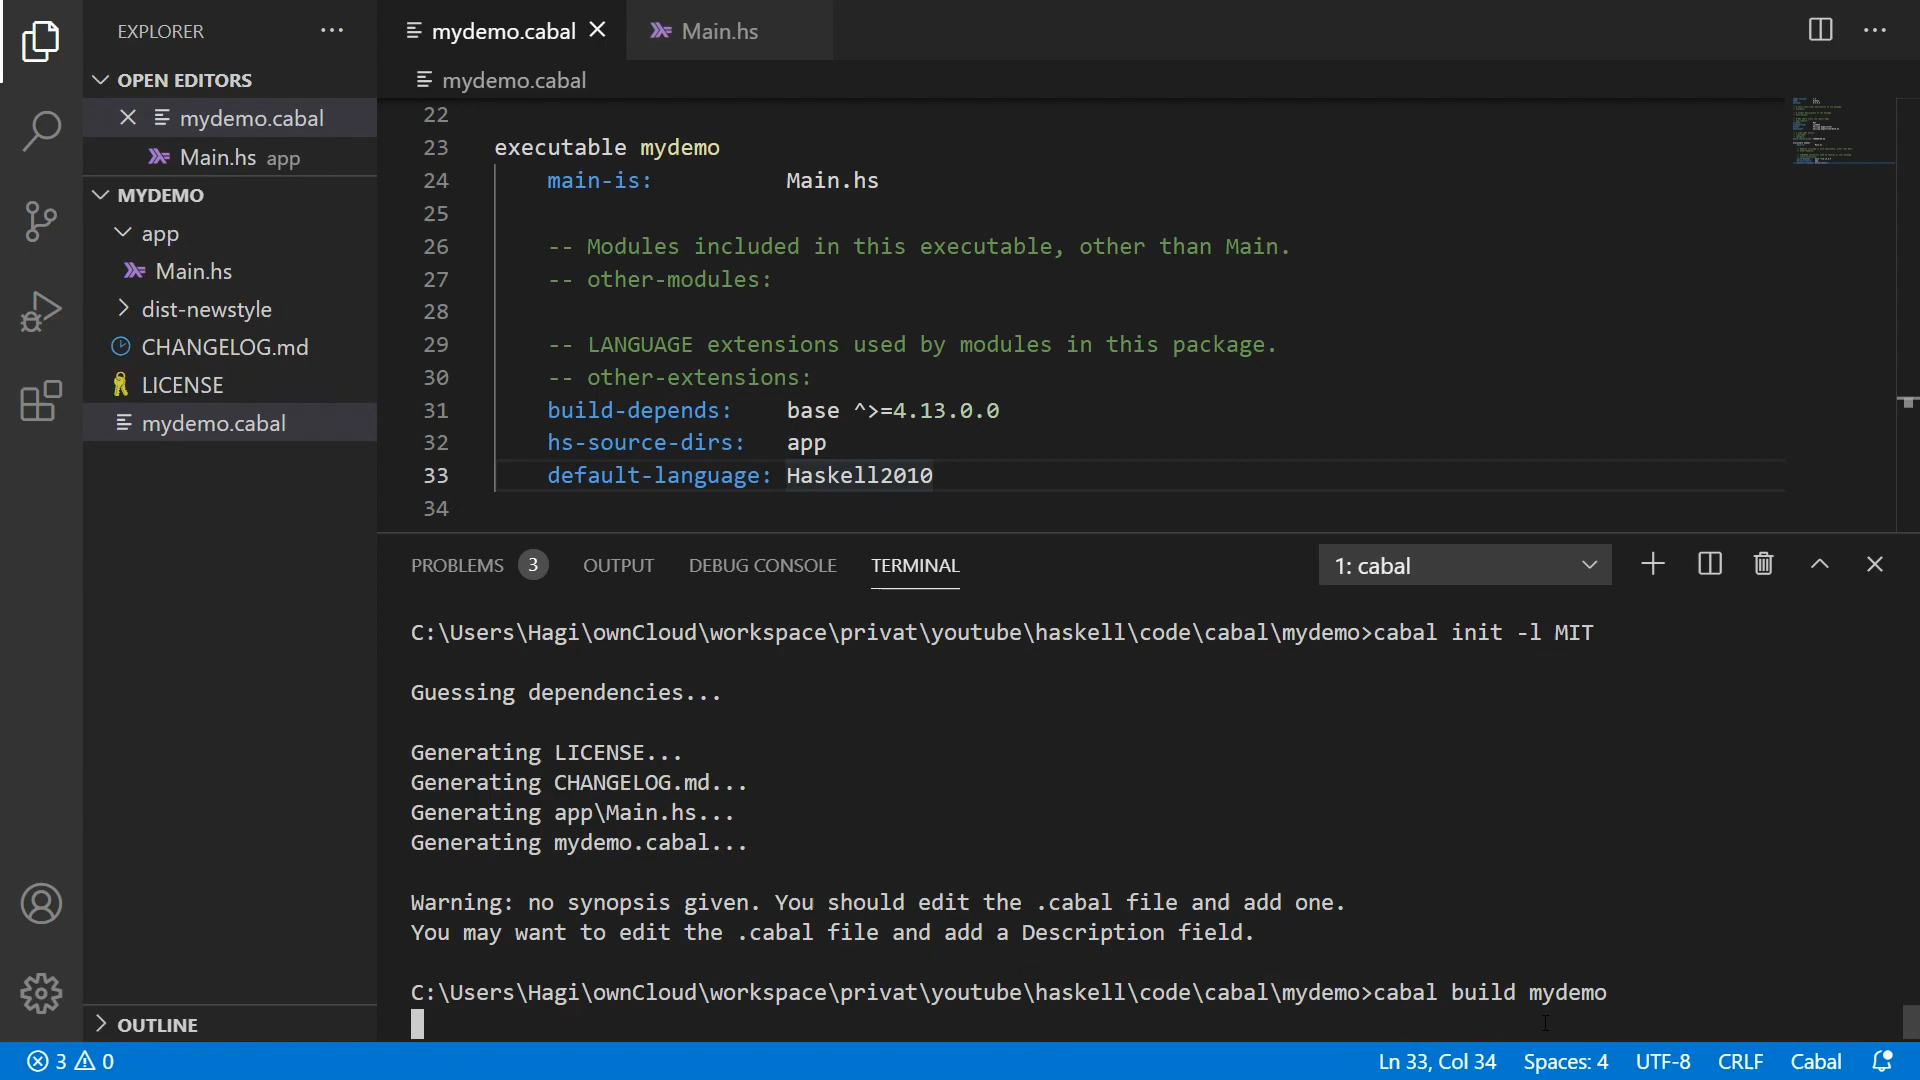 EXPLORER
OPEN EDITORS
mydemo.cabal
Main.hs app
MYDEMO
app
Main.hs
dist-newstyle
CHANGELOG.md
LICENSE
mydemo.cabal
OUTLINE
mydemo.cabal
Main.hs
mydemo.cabal
22
23 executable mydemo
24 main-is: Main.hs
25
26 -- Modules included in this executable, other than Main.
27 -- other-modules:
28
29 -- LANGUAGE extensions used by modules in this package.
30 -- other-extensions:
31 build-depends: base ^>=4.13.0.0
32 hs-source-dirs: app
33 default-language: Haskell2010
34
PROBLEMS 3 OUTPUT DEBUG CONSOLE TERMINAL 1: cabal
C:\Users\Hagi\ownCloud\workspace\privat\youtube\haskell\code\cabal\mydemo>cabal init -l MIT
Guessing dependencies...
Generating LICENSE...
Generating CHANGELOG.md...
Generating app\Main.hs...
Generating mydemo.cabal...
Warning: no synopsis given. You should edit the .cabal file and add one.
You may want to edit the .cabal file and add a Description field.
C:\Users\Hagi\ownCloud\workspace\privat\youtube\haskell\code\cabal\mydemo>cabal build mydemo
3 0 Ln 33, Col 34 Spaces: 4 UTF-8 CRLF Cabal